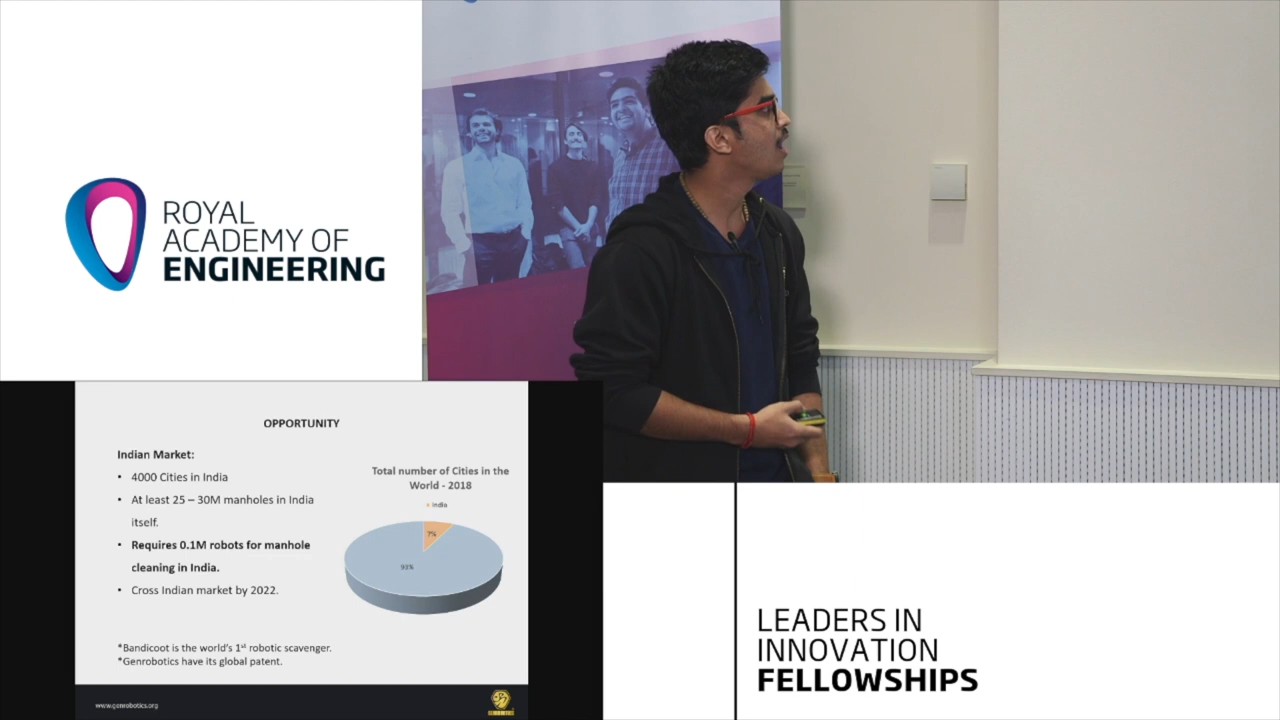 ROYAL
ACADEMY OF
ENGINEERING
OPPORTUNITY
Indian Market:
• 4000 Cities in India
• At least 25 – 30M manholes in India
itself.
• Requires 0.1M robots for manhole
cleaning in India.
• Cross Indian market by 2022.
Total number of Cities in the
World - 2018
India
7%
93%
*Bandicoot is the world's 1st robotic scavenger.
*Genrobotics have its global patent.
www.genrobotics.org
LEADERS IN
INNOVATION
FELLOWSHIPS